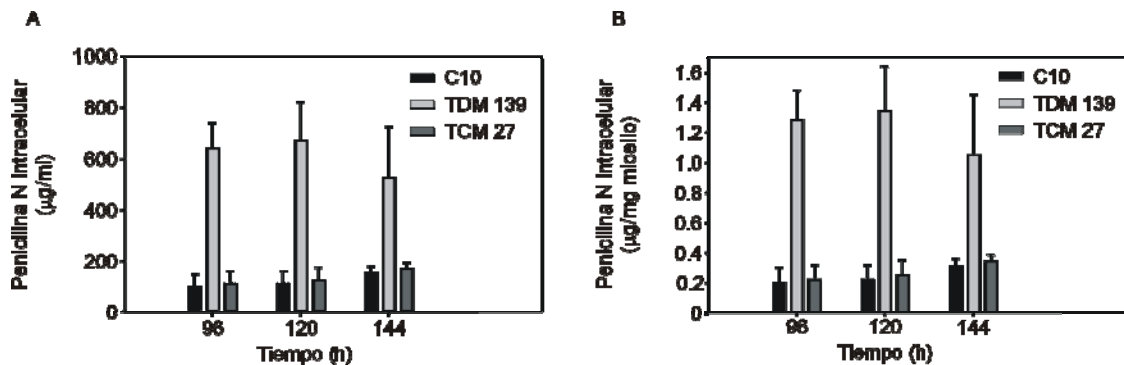 A
Penicilina N Intracelular
(µg/ml)
1000
800
600
400
200
0
C10
TDM 139
TCM 27
96
120
144
Tiempo (h)
B
Penicilina N Intracelular
(µg/mg micelio)
1.6
1.4
1.2
1.0
0.8
0.6
0.4
0.2
0
C10
TDM 139
TCM 27
96
120
144
Tiempo (h)